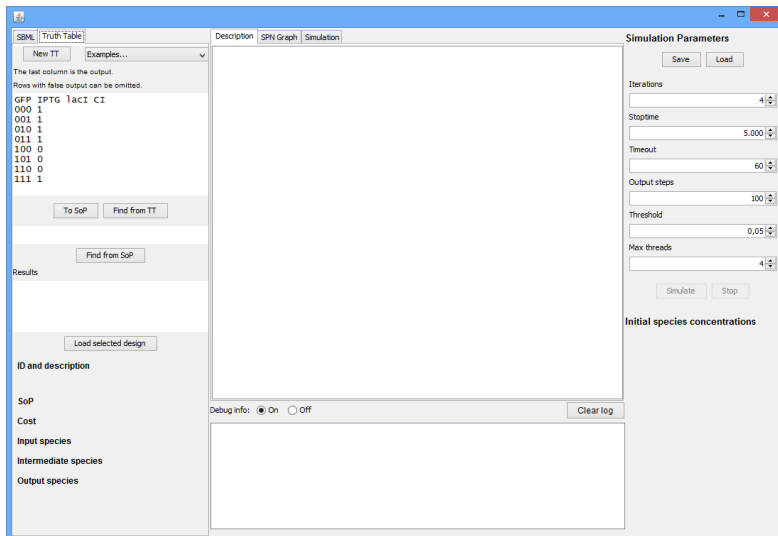 SBML Truth Table
New TT Examples...
The last column is the output.
Rows with false output can be omitted.
GFP IPTG lacI CI
000 1
001 1
010 1
011 1
100 0
101 0
110 0
111 1
To SoP Find from TT
Find from SoP
Results
Load selected design
ID and description
SoP
Cost
Input species
Intermediate species
Output species
Description SPN Graph Simulation
Debug info: On Off Clear log
Simulation Parameters
Save Load
Iterations
4
Stoptime
5.000
Timeout
60
Output steps
100
Threshold
0,05
Max threads
4
Simulate Stop
Initial species concentrations